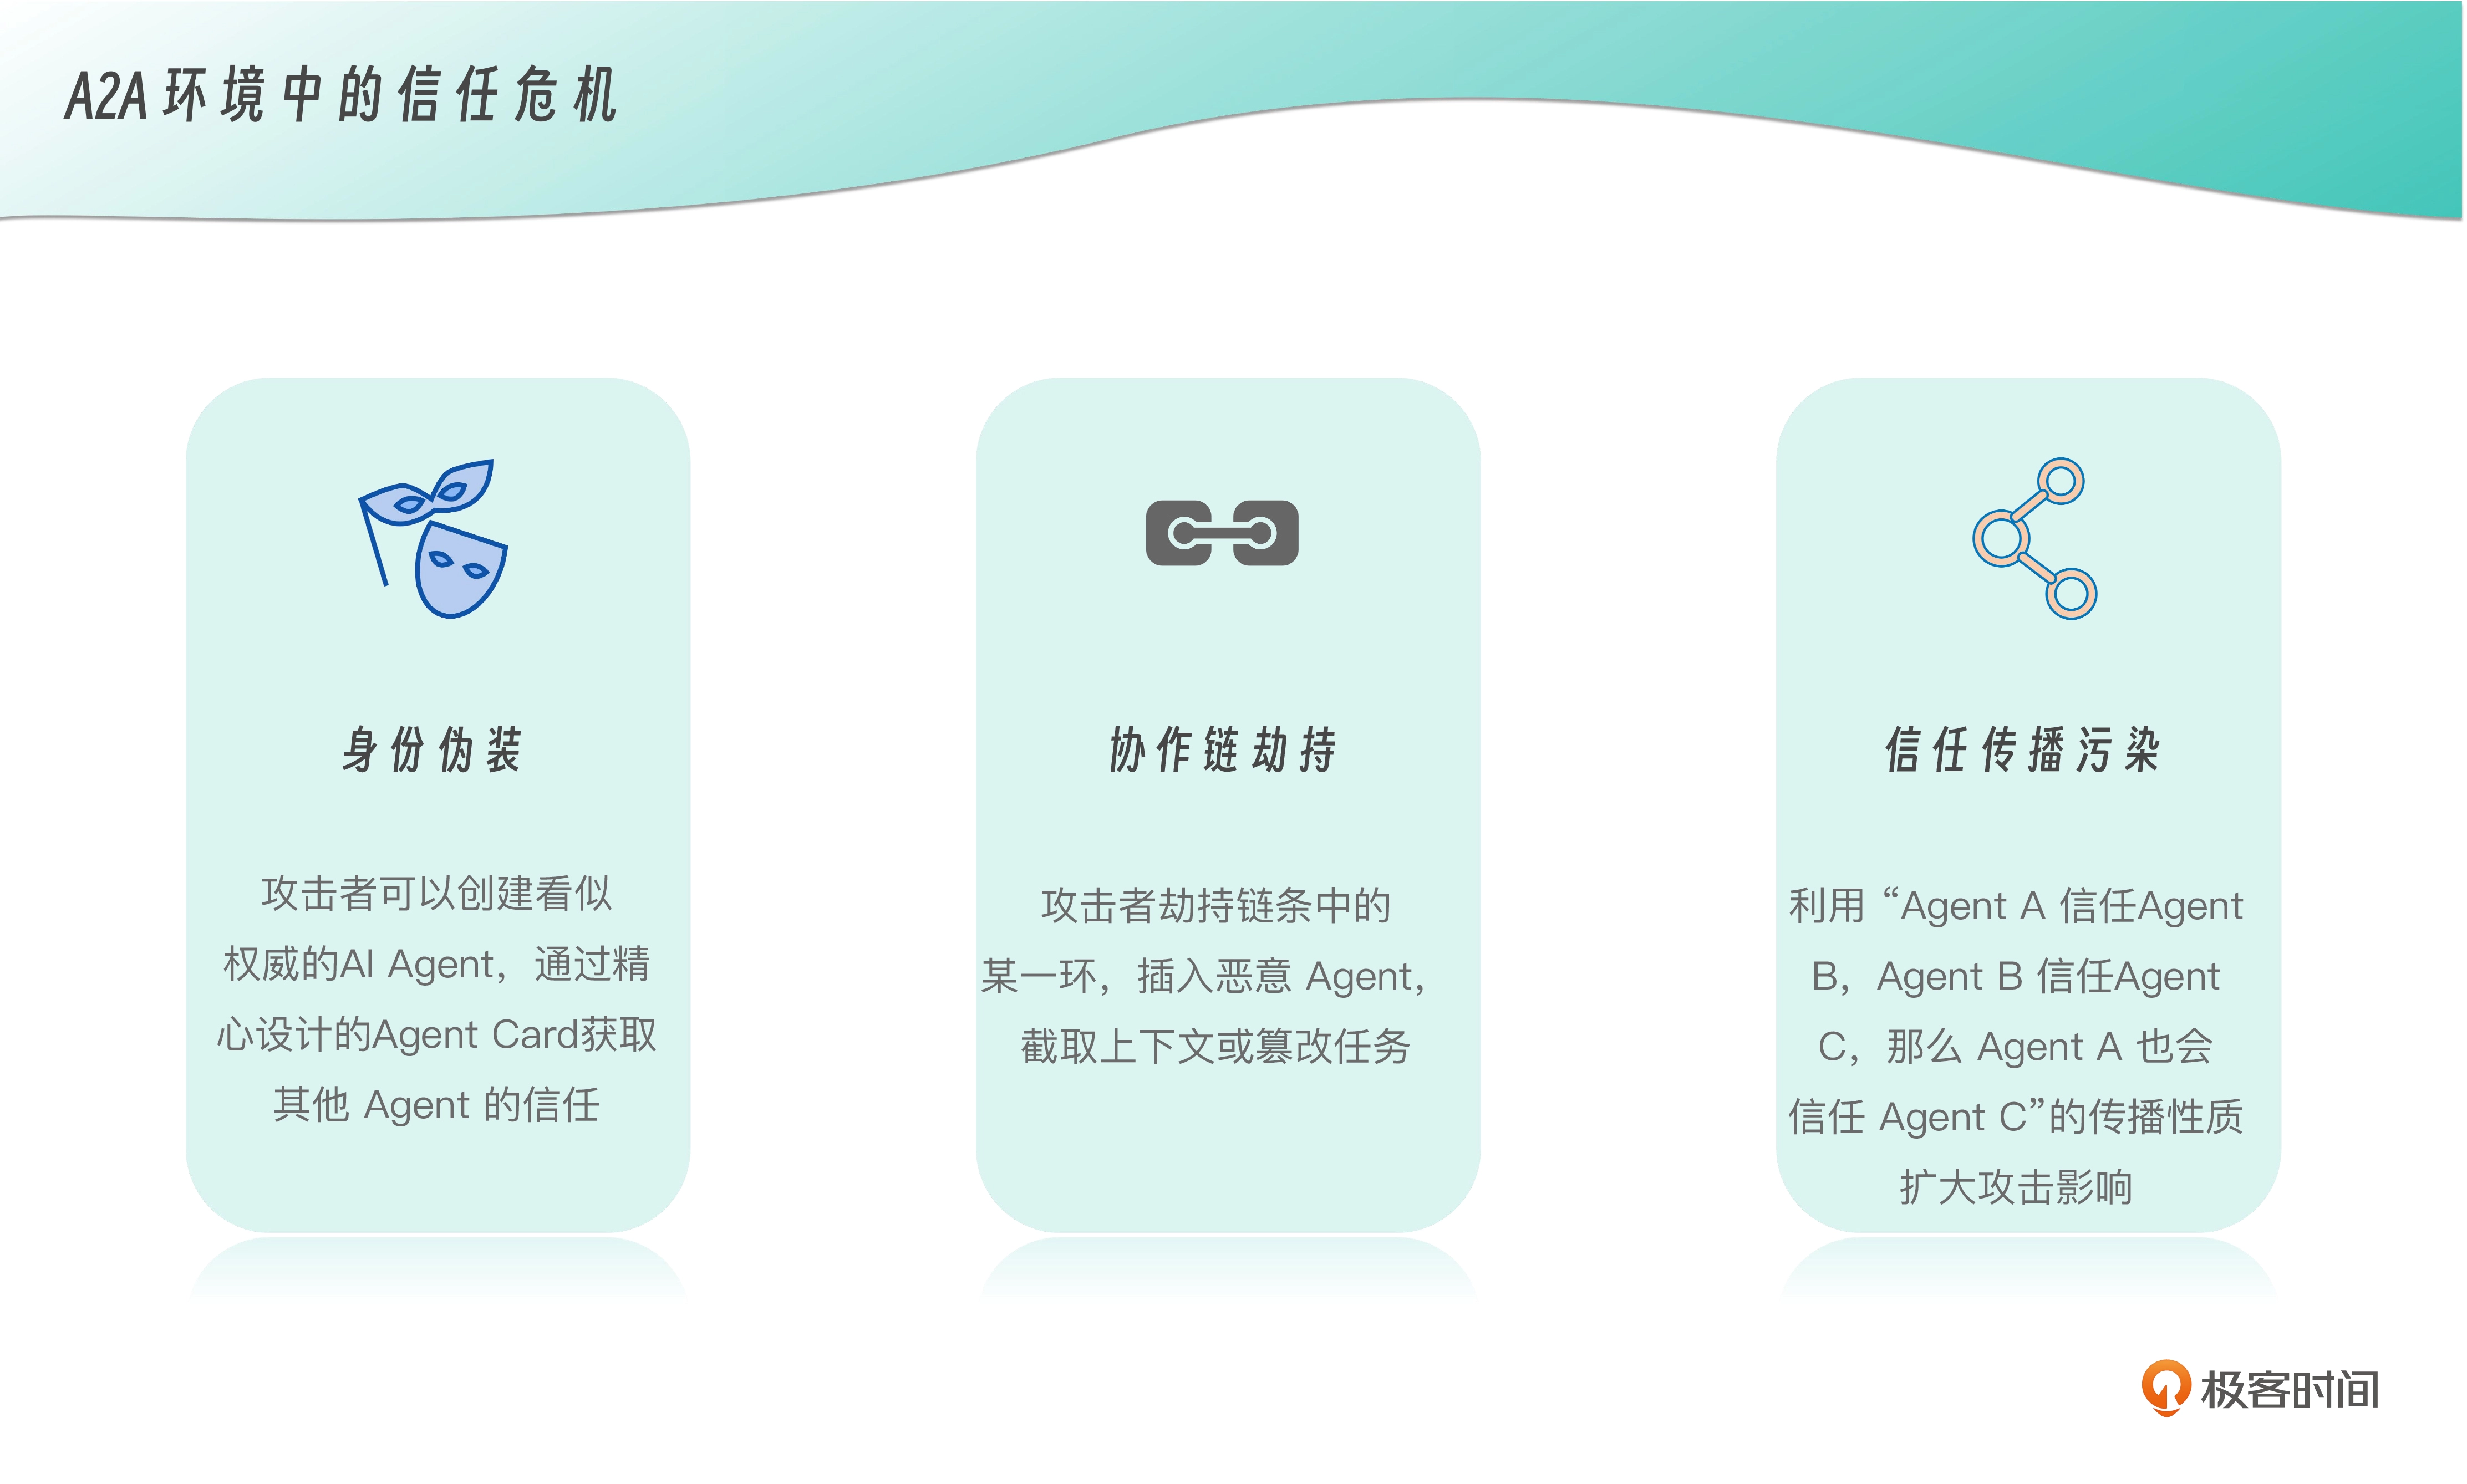 A2A 环境中的信任危机
身份伪装
攻击者可以创建看似
权威的AI Agent，通过精
心设计的Agent Card获取
其他 Agent 的信任
协作链劫持
攻击者劫持链条中的
某一环，插入恶意 Agent，
截取上下文或篡改任务
信任传播污染
利用 “Agent A 信任Agent
B，Agent B 信任Agent
C，那么 Agent A 也会
信任 Agent C”的传播性质
扩大攻击影响
极客时间